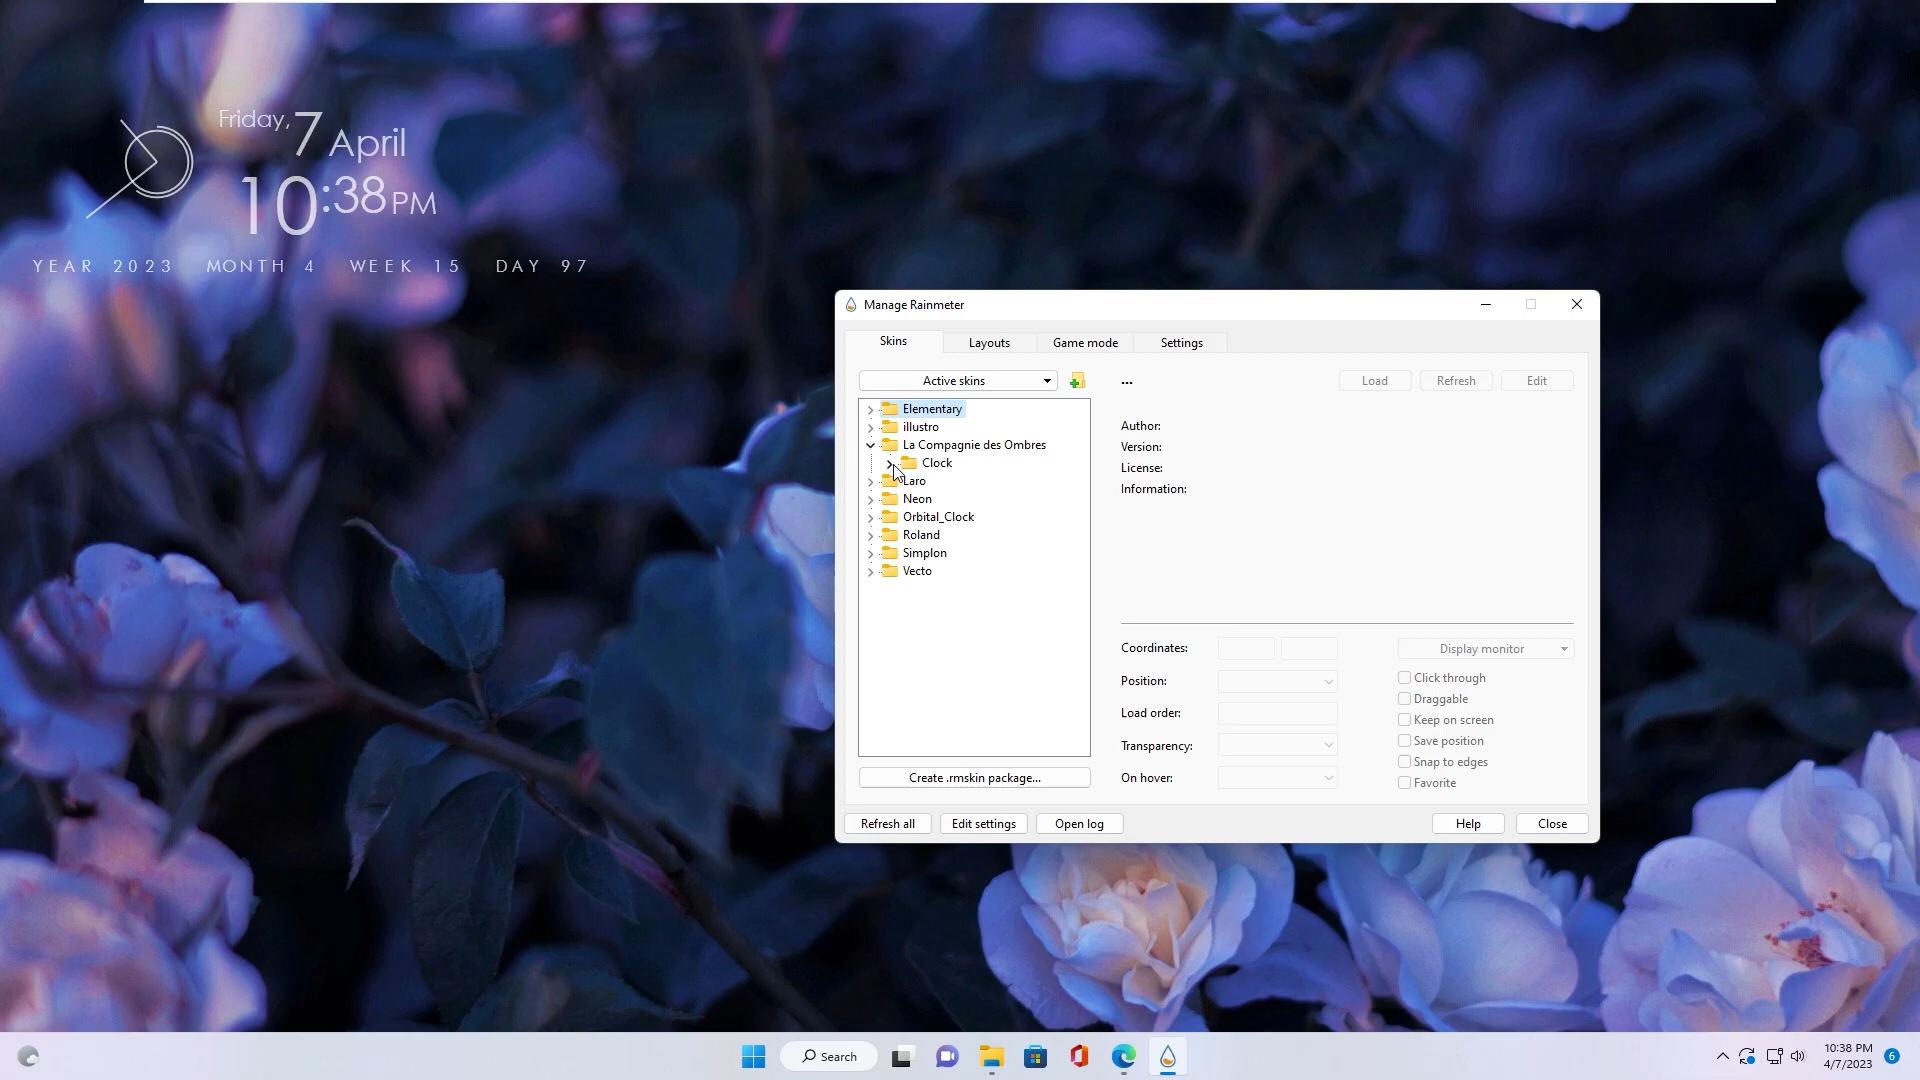 Friday, 7 April
10:38 PM
YEAR 2023 MONTH 4 WEEK 15 DAY 97
Manage Rainmeter
Skins
Layouts
Game mode
Settings
Active skins
...
Load
Refresh
Edit
Elementary
illustro
La Compagnie des Ombres
Clock
Laro
Neon
Orbital_Clock
Roland
Simplon
Vecto
Author:
Version:
License:
Information:
Coordinates:
Display monitor
Position:
Load order:
Transparency:
On hover:
Click through
Draggable
Keep on screen
Save position
Snap to edges
Favorite
Create .rmskin package...
Refresh all
Edit settings
Open log
Help
Close
Search
10:38 PM
4/7/2023
6